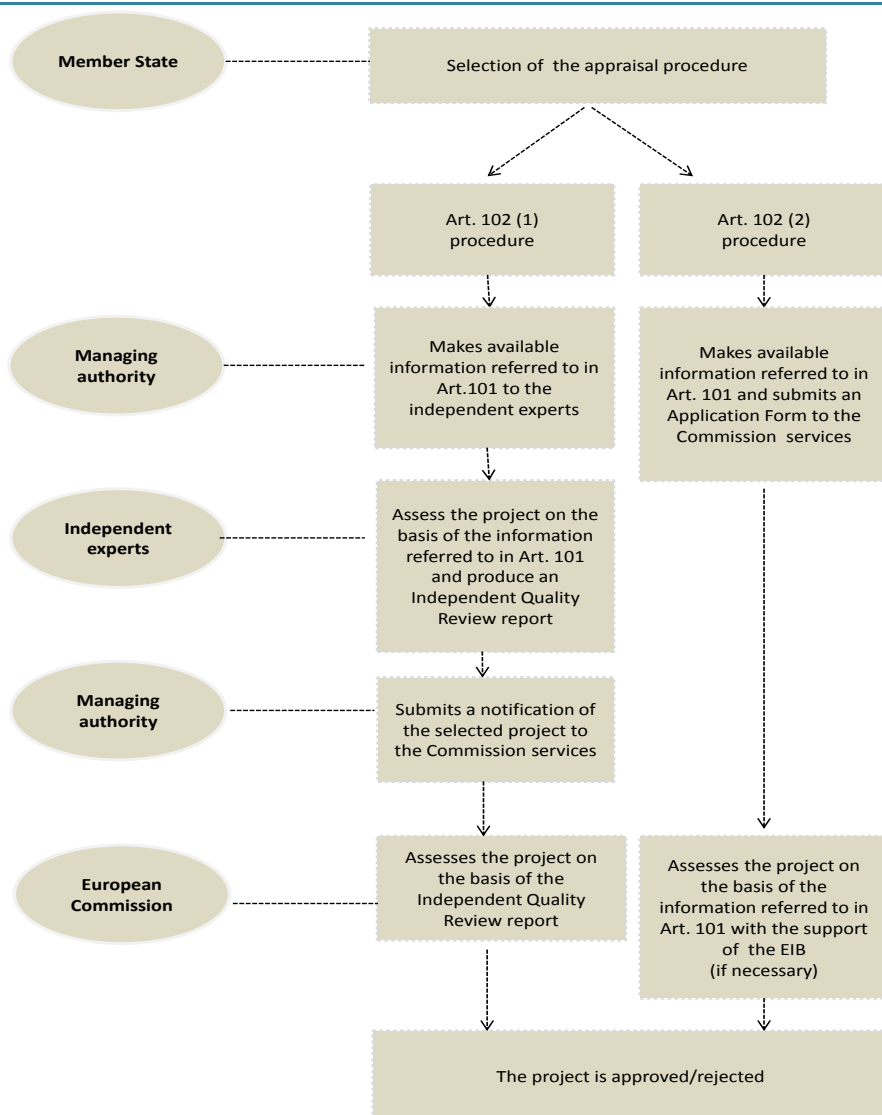 Member State
Selection of the appraisal procedure
Art. 102 (1)
procedure
Art. 102 (2)
procedure
Managing
authority
Makes available
information referred to in
Art.101 to the
independent experts
Makes available
information referred to in
Art. 101 and submits an
Application Form to the
Commission services
Independent
experts
Assess the project on the
basis of the information
referred to in Art. 101
and produce an
Independent Quality
Review report
Managing
authority
Submits a notification of
the selected project to
the Commission services
European
Commission
Assesses the project on
the basis of the
Independent Quality
Review report
Assesses the project on
the basis of the
information referred to in
Art. 101 with the support
of the EIB
(if necessary)
The project is approved/rejected